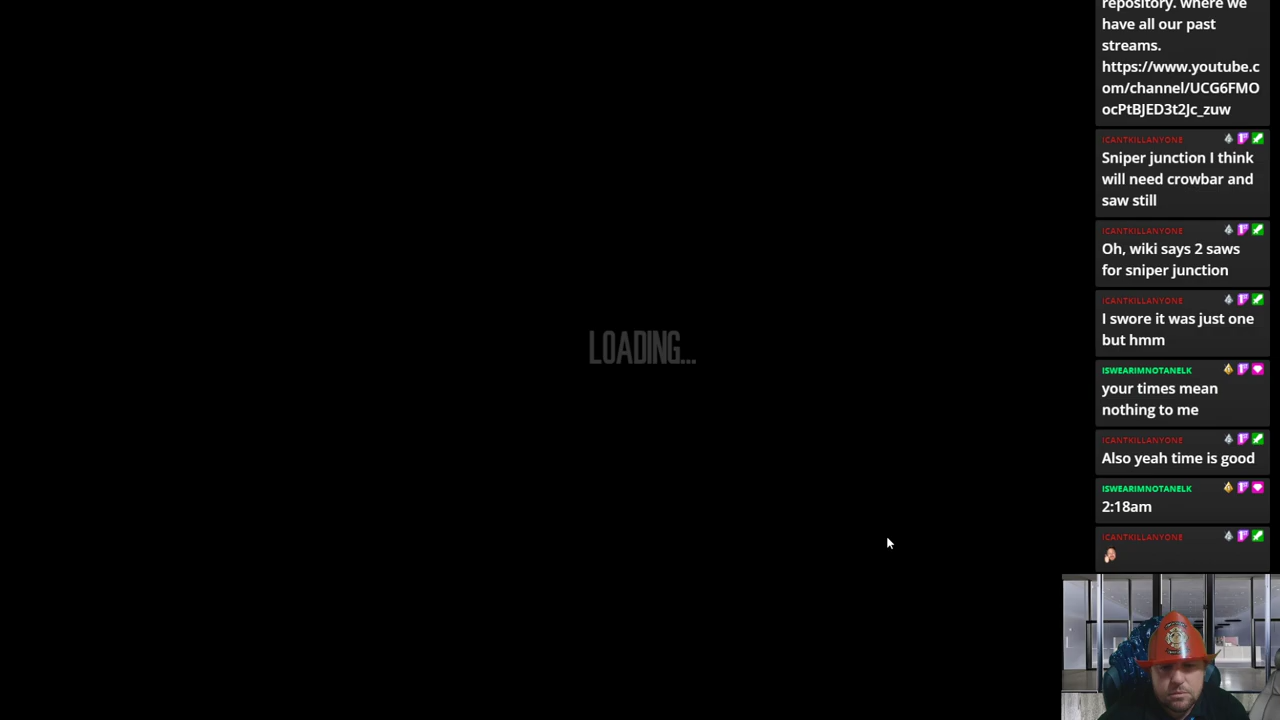 repository. where we
have all our past
streams.
https://www.youtube.c
om/channel/UCG6FMO
ocPtBJED3t2Jc_zuw
ICANTKILLANYONE
Sniper junction I think
will need crowbar and
saw still
ICANTKILLANYONE
Oh, wiki says 2 saws
for sniper junction
ICANTKILLANYONE
I swore it was just one
but hmm
LOADING...
ISWEARIMNOTANELK
your times mean
nothing to me
ICANTKILLANYONE
Also yeah time is good
ISWEARIMNOTANELK
2:18am
ICANTKILLANYONE